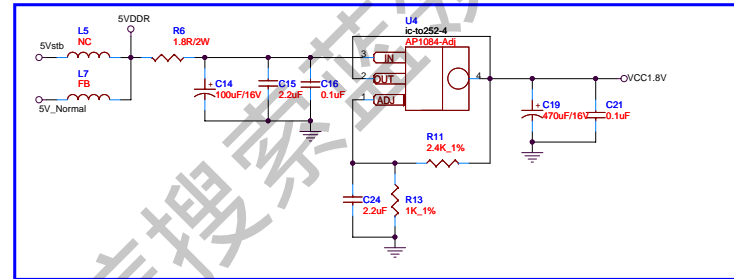 5VDDR
L5
NC
5Vstb
R6
1.8R/2W
L7
FB
5V_Normal
C14
100uF/16V
C15
2.2uF
C16
0.1uF
U4
ic-to252-4
AP1084-Adj
3
IN
2
OUT
4
1
ADJ
VCC1.8V
C19
470uF/16V
C21
0.1uF
R11
2.4K_1%
C24
2.2uF
R13
1K_1%
搜索